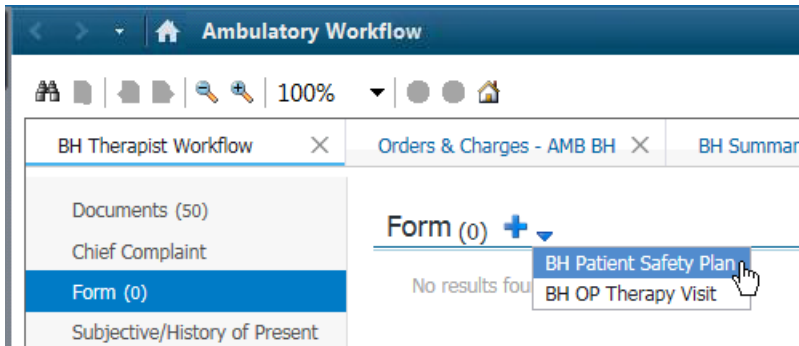 Ambulatory Workflow
100%
BH Therapist Workflow
Orders & Charges - AMB BH
BH Summar
Documents (50)
Chief Complaint
Form (0)
Subjective/History of Present
Form (0)
BH Patient Safety Plan
No results fou
BH OP Therapy Visit